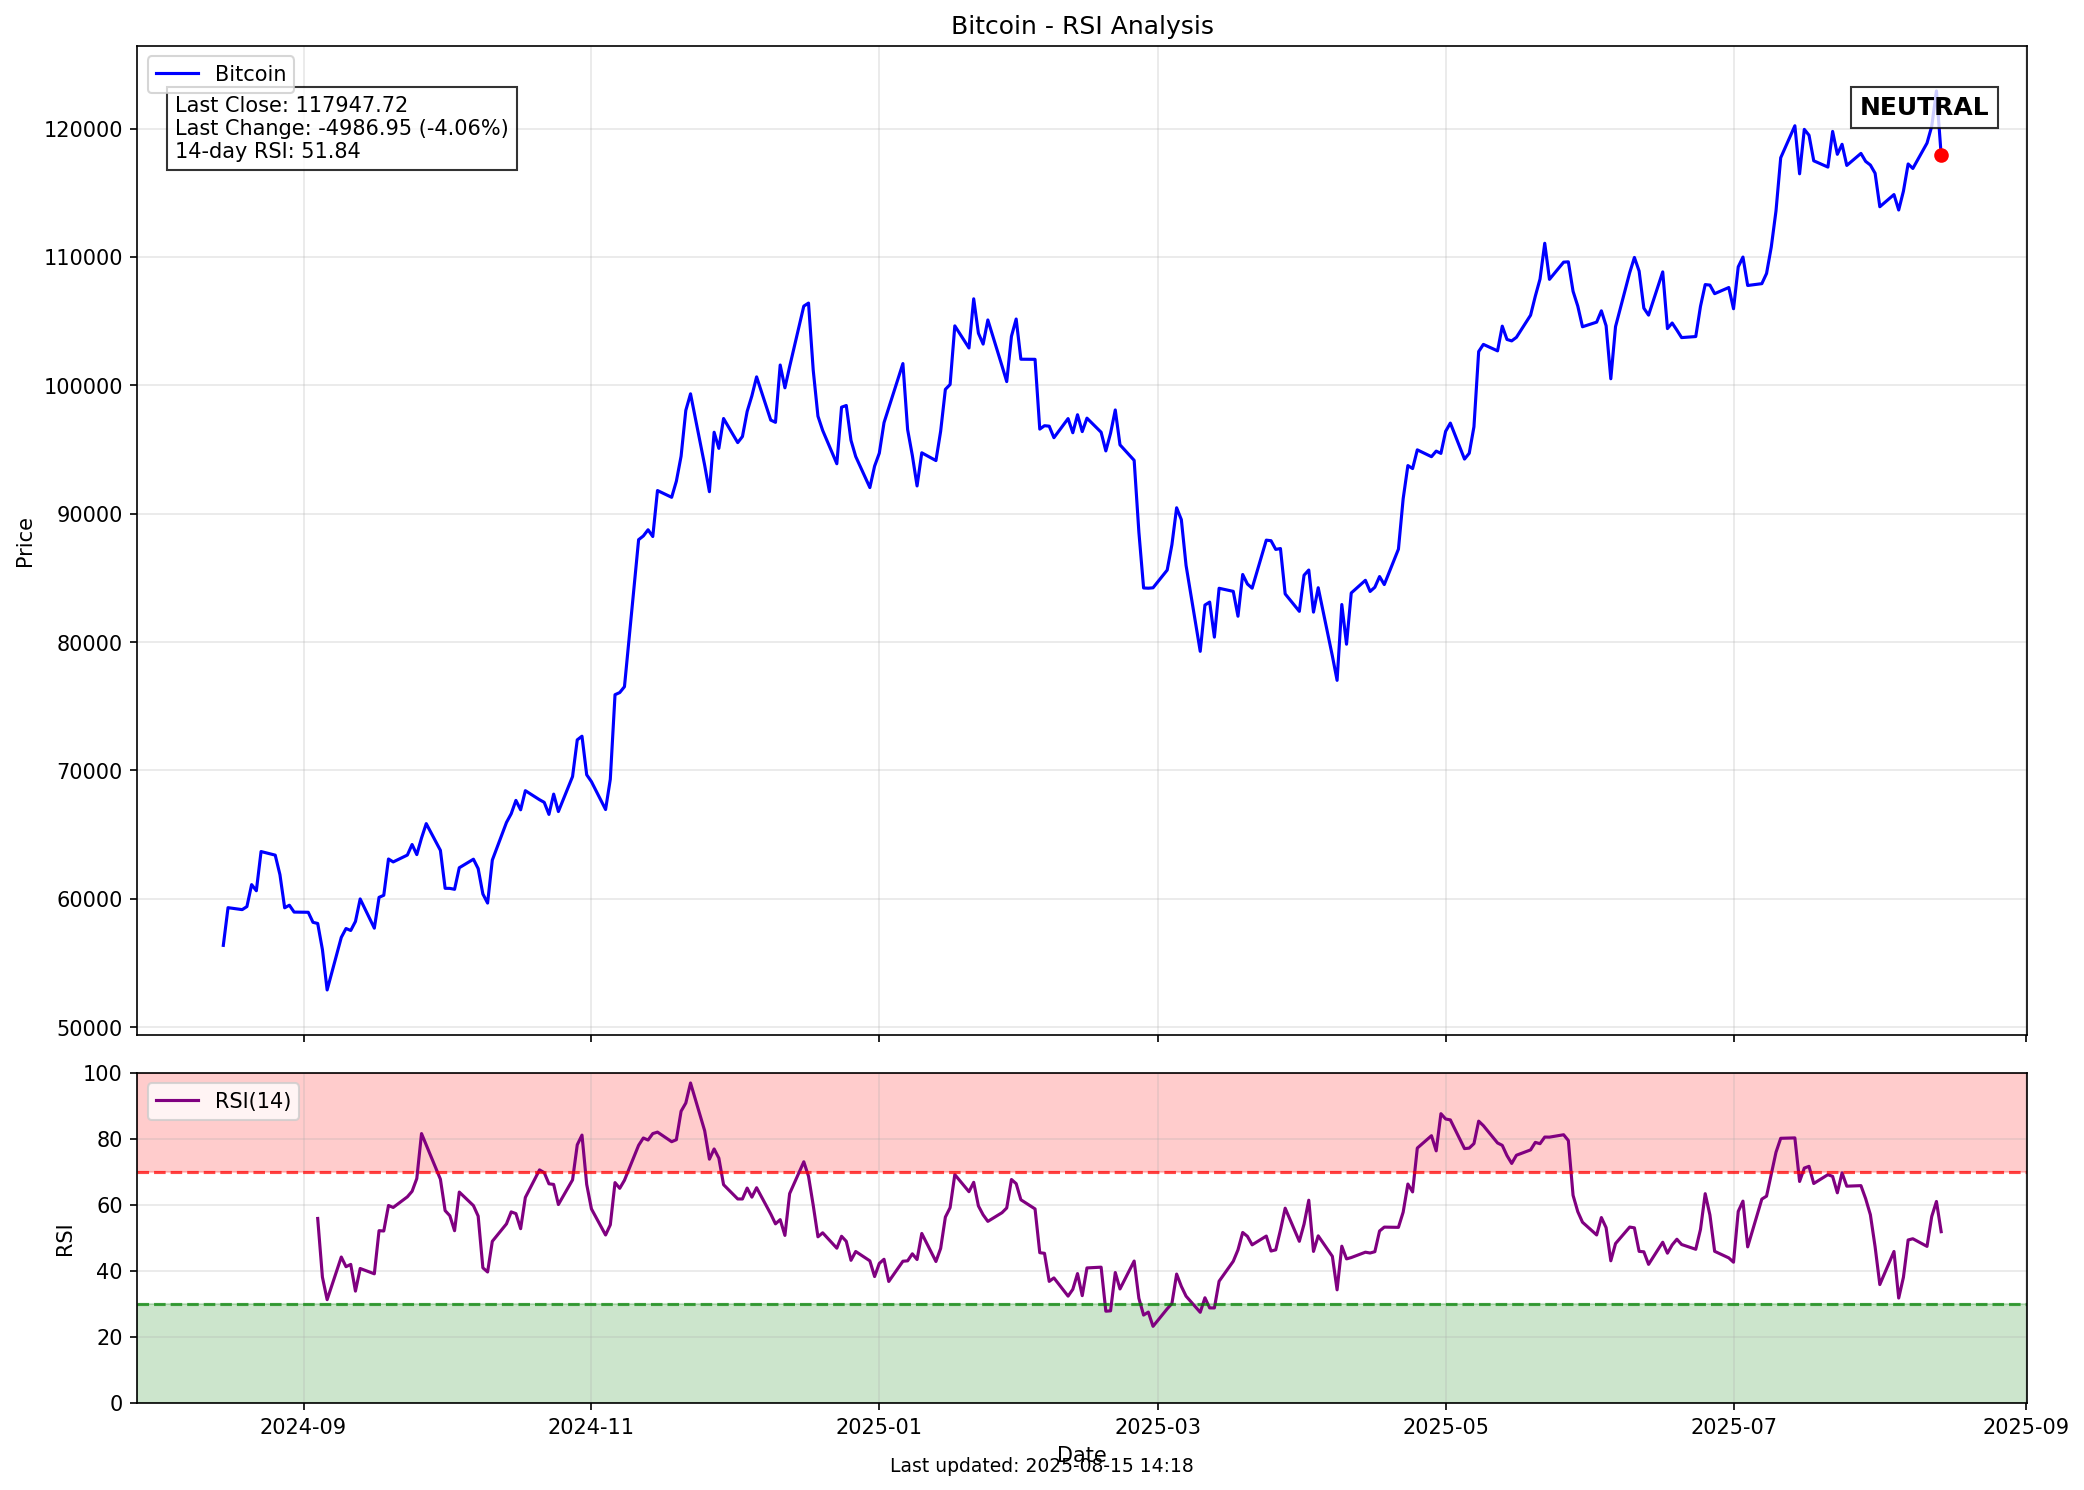 Bitcoin - RSI Analysis
Bitcoin
Last Close: 117947.72
Last Change: -4986.95 (-4.06%)
14-day RSI: 51.84
NEUTRAL
Price
120000
110000
100000
90000
80000
70000
60000
50000
RSI(14)
RSI
100
80
60
40
20
0
2024-09
2024-11
2025-01
2025-03
2025-05
2025-07
2025-09
Date
Last updated: 2025-08-15 14:18